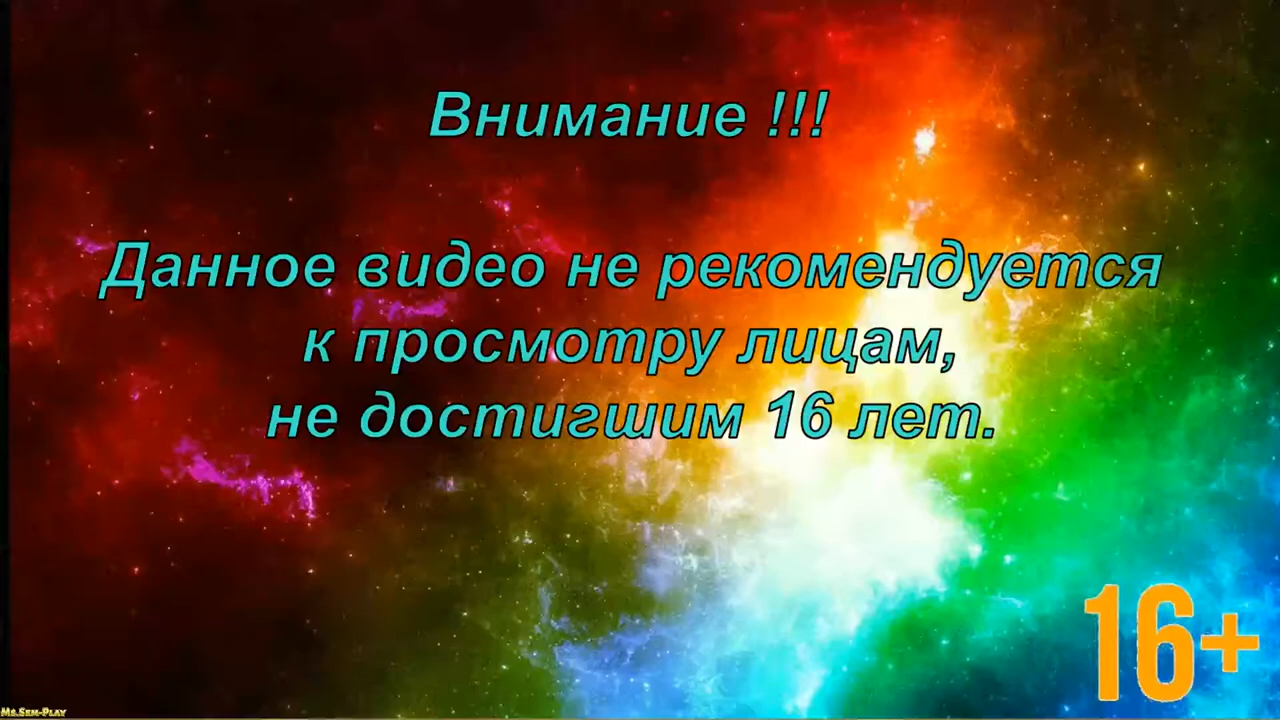 Внимание !!!
Данное видео не рекомендуется
к просмотру лицам,
не достигшим 16 лет.
16+
Ms.Sem-Play